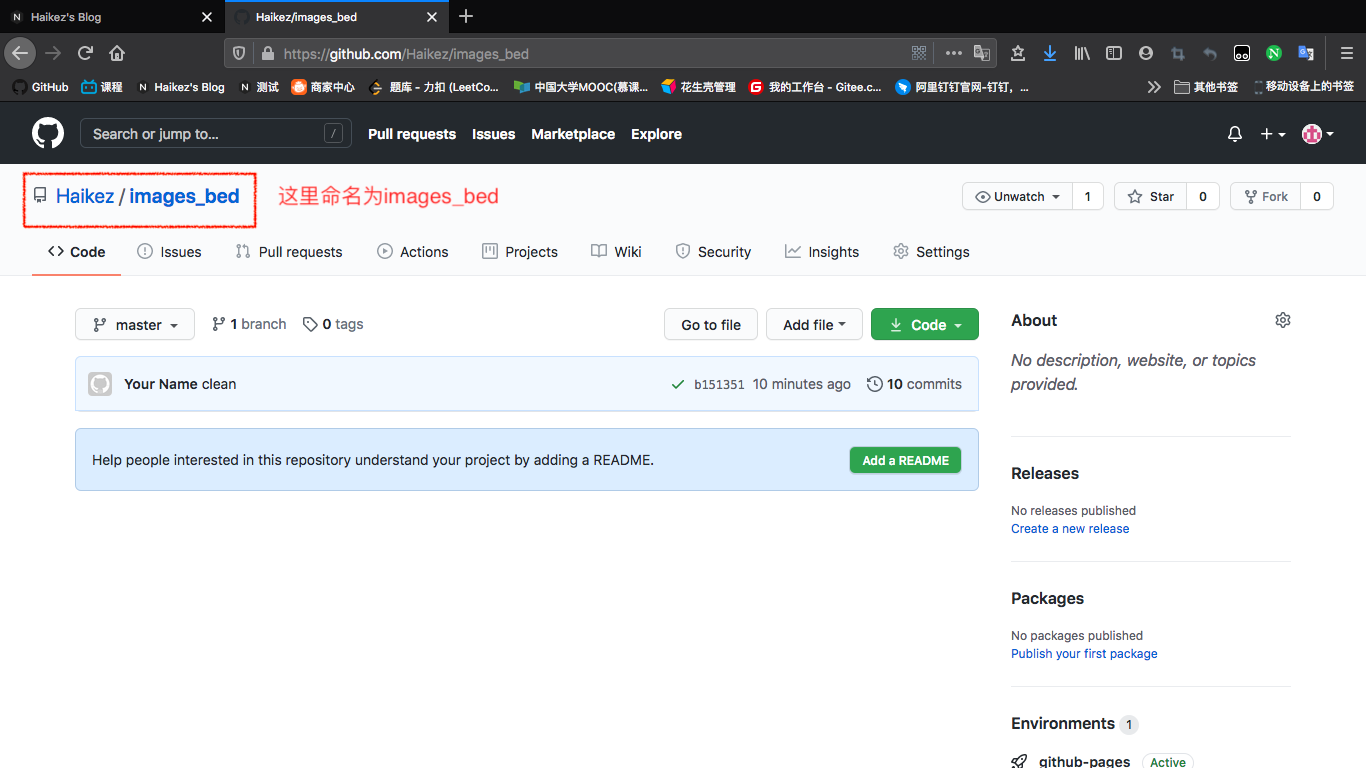 Haikez's Blog
Haikez/images_bed
https://github.com/Haikez/images_bed
GitHub 课程 Haikez's Blog 测试 商家中心 题库 - 力扣 (LeetCo... 中国大学MOOC(慕课... 花生壳管理 我的工作台 - Gitee.c... 阿里钉钉官网-钉钉, ... 其他书签 移动设备上的书签
Search or jump to... / Pull requests Issues Marketplace Explore
Haikez / images_bed 这里命名为images_bed Unwatch 1 Star 0 Fork 0
Code Issues Pull requests Actions Projects Wiki Security Insights Settings
master 1 branch 0 tags Go to file Add file Code
Your Name clean b151351 10 minutes ago 10 commits
Help people interested in this repository understand your project by adding a README. Add a README
About
No description, website, or topics
provided.
Releases
No releases published
Create a new release
Packages
No packages published
Publish your first package
Environments 1
github-pages Active